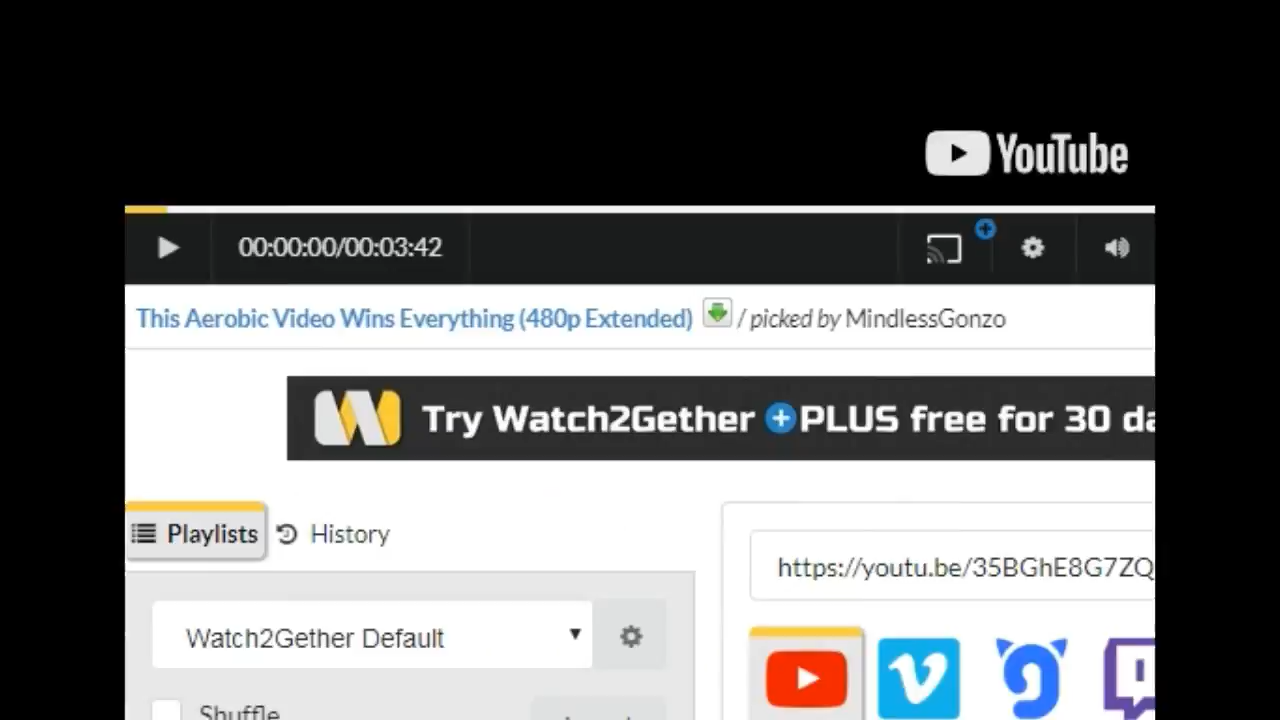 YouTube
00:00:00/00:03:42
This Aerobic Video Wins Everything (480p Extended) / picked by MindlessGonzo
Try Watch2Gether PLUS free for 30 da
Playlists History
https://youtu.be/35BGhE8G7ZQ
Watch2Gether Default
Shuffle